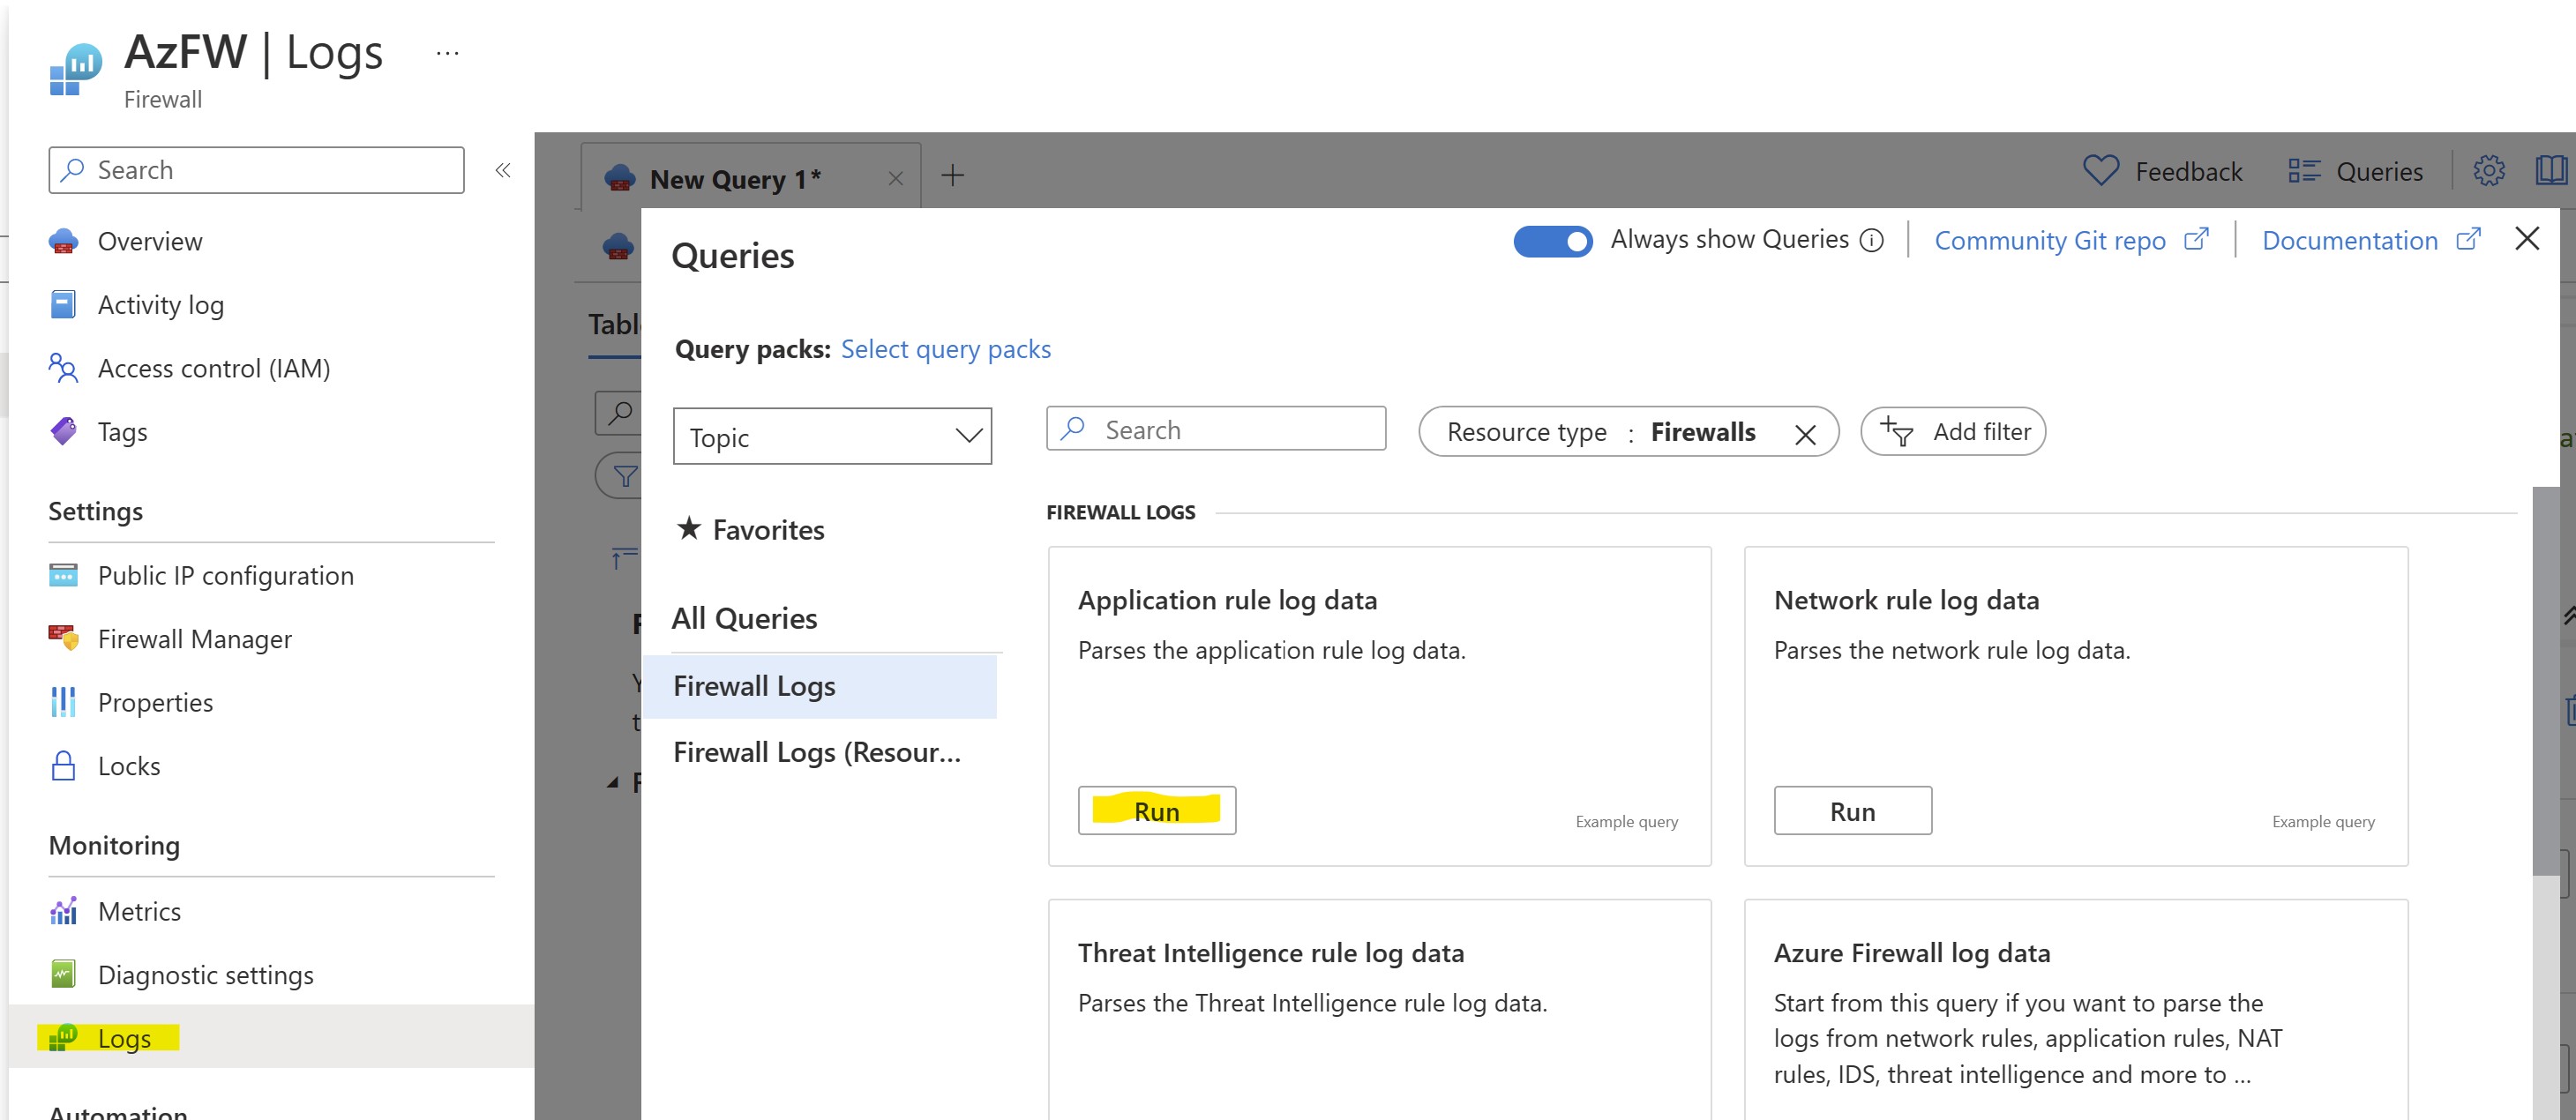 AzFW | Logs ...
Firewall
Search
«
Overview
Activity log
Access control (IAM)
Tags
Settings
Public IP configuration
Firewall Manager
Properties
Locks
Monitoring
Metrics
Diagnostic settings
Logs
Automation
New Query 1*
Feedback
Queries
Tabl
Queries
Always show Queries
Community Git repo
Documentation
Query packs: Select query packs
Topic
Search
Resource type : Firewalls
Add filter
Favorites
All Queries
Firewall Logs
Firewall Logs (Resour...
FIREWALL LOGS
Application rule log data
Parses the application rule log data.
Run
Example query
Network rule log data
Parses the network rule log data.
Run
Example query
Threat Intelligence rule log data
Parses the Threat Intelligence rule log data.
Azure Firewall log data
Start from this query if you want to parse the
logs from network rules, application rules, NAT
rules, IDS, threat intelligence and more to ...